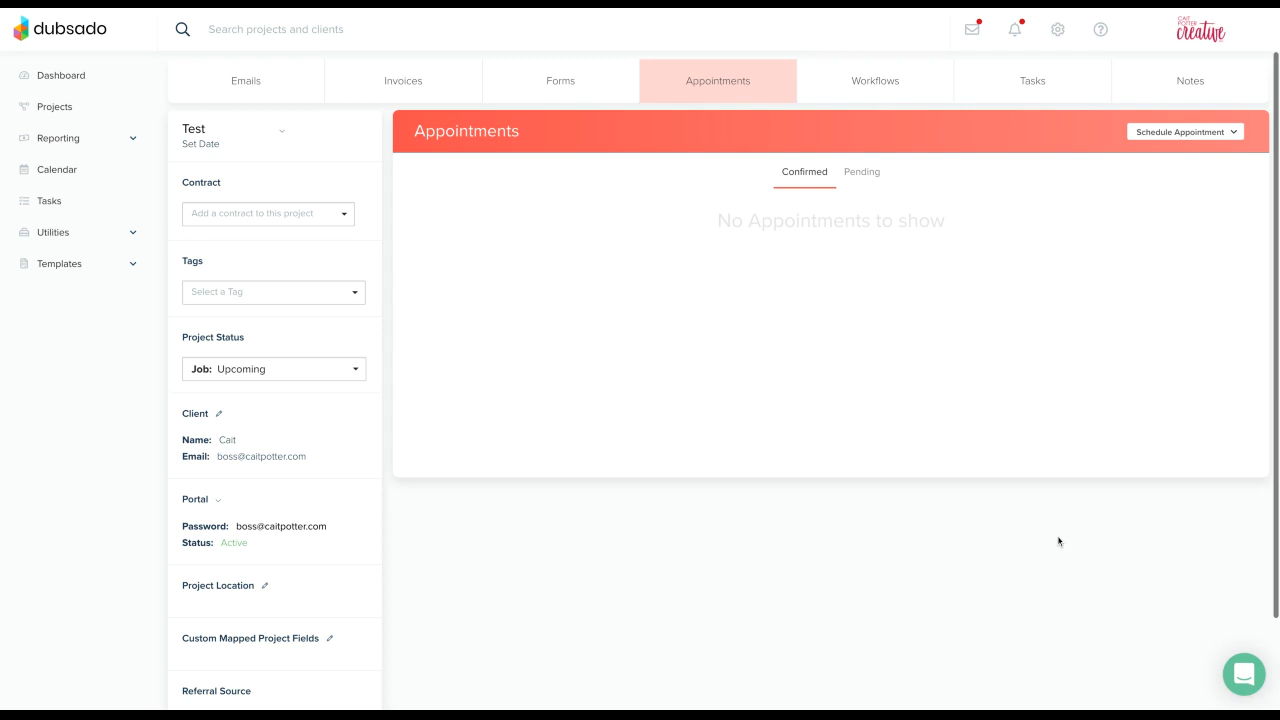 dubsado
Search projects and clients
CAIT
POTTER
creative
Dashboard
Projects
Reporting
Calendar
Tasks
Utilities
Templates
Emails
Invoices
Forms
Appointments
Workflows
Tasks
Notes
Test
Set Date
Contract
Add a contract to this project
Tags
Select a Tag
Project Status
Job: Upcoming
Client
Name: Cait
Email: boss@caitpotter.com
Portal
Password: boss@caitpotter.com
Status: Active
Project Location
Custom Mapped Project Fields
Referral Source
Appointments
Schedule Appointment
Confirmed
Pending
No Appointments to show